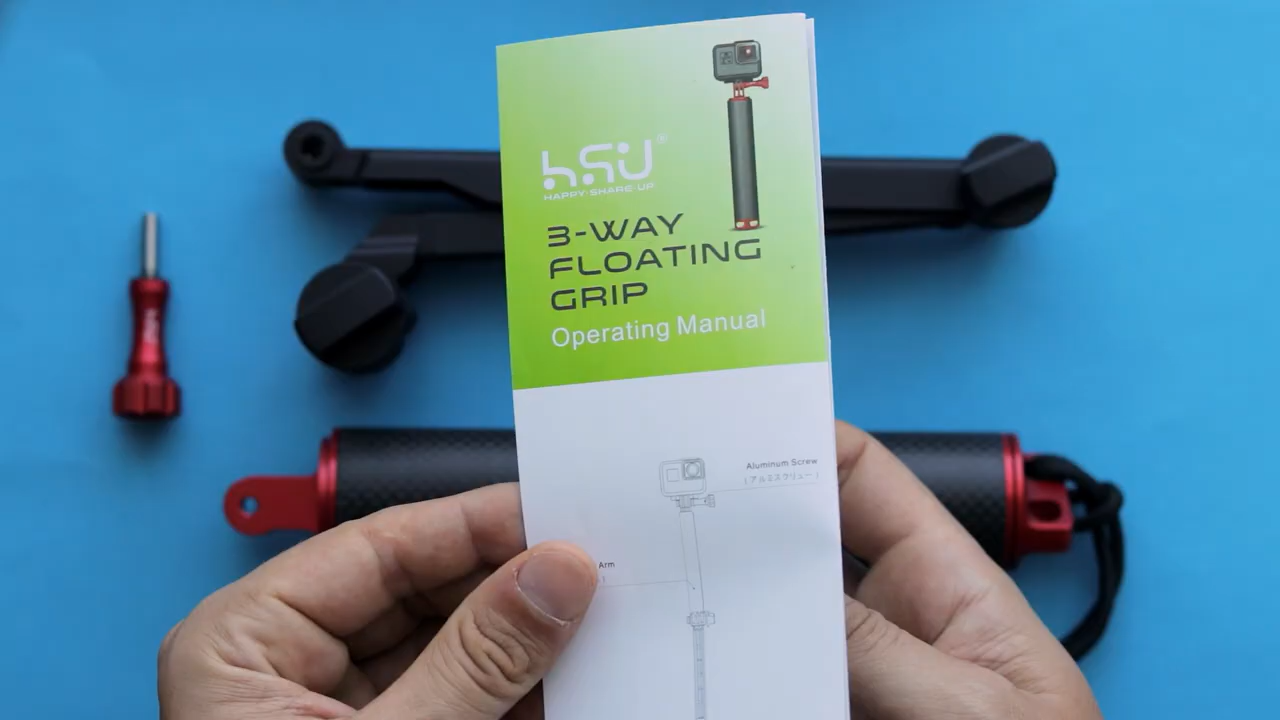 hsu®
HAPPY·SHARE·UP
3-WAY
FLOATING
GRIP
Operating Manual
Aluminum Screw
(アルミスクリュー)
Arm